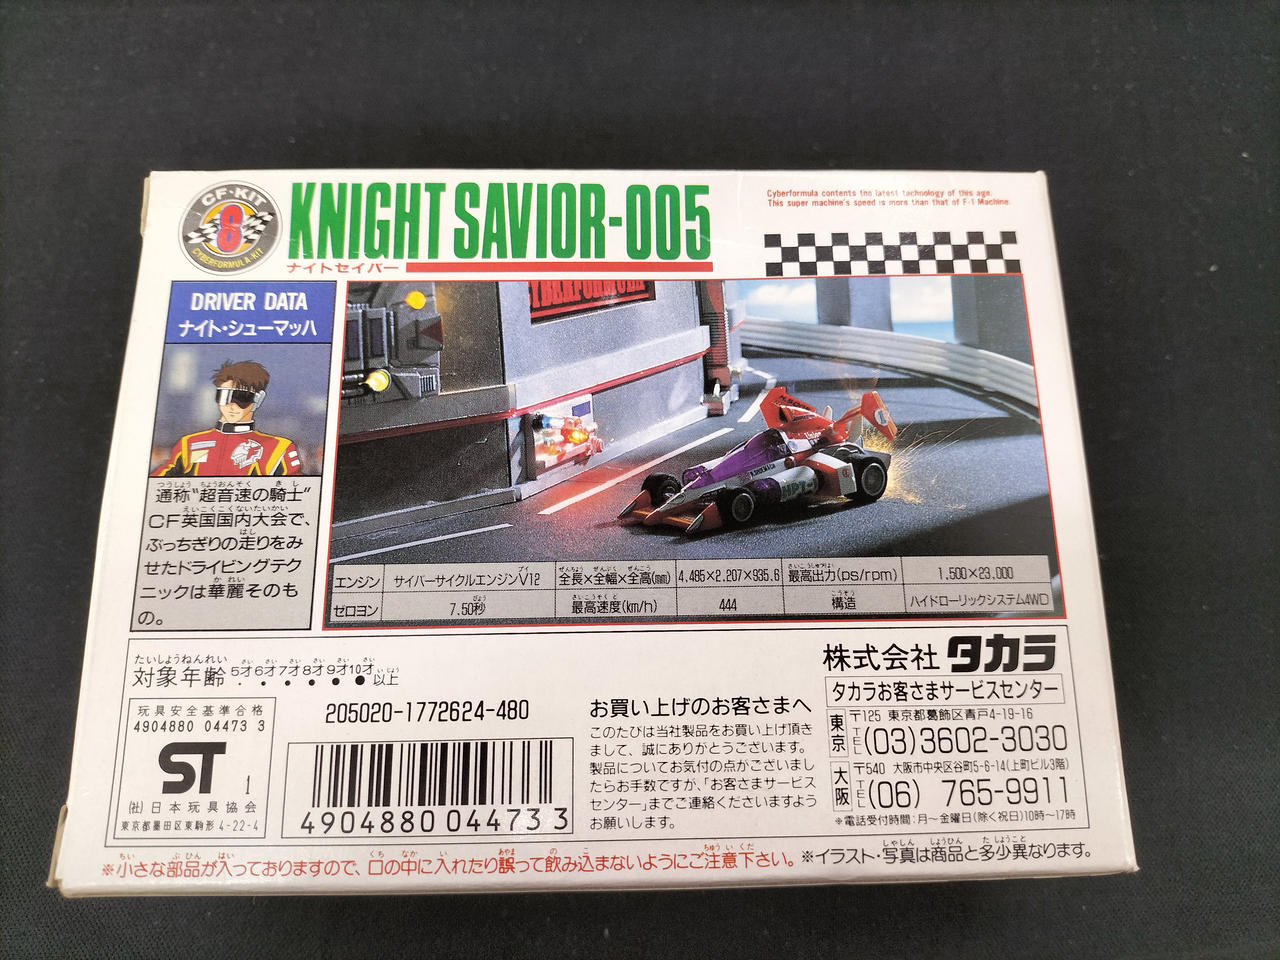 CF-KIT
8
CYBERFORMULA-KIT
KNIGHT SAVIOR-005
ナイトセイバー
Cyberformula contents the latest technology of this age.
This super machine's speed is more than that of F-1 Machine.
DRIVER DATA
ナイト・シューマッハ
CYBERFORMULA
通称"超音速の騎士"
CF英国国内大会で、
ぶっちぎりの走りをみ
せたドライビングテク
ニックは華麗そのも
の。
エンジン サイバーサイクルエンジンV12 全長×全幅×全高(mm) 4,485×2,207×935.6 最高出力(ps/rpm) 1,500×23,000
ゼロヨン 7.50秒 最高速度(km/h) 444 構造 ハイドローリックシステム4WD
対象年齢 5才 6才 7才 8才 9才 10才以上
玩具安全基準合格
4904880 04473 3
ST
1
(社)日本玩具協会
東京都墨田区東駒形4-22-4
205020-1772624-480
4904880044733
お買い上げのお客さまへ
このたびは当社製品をお買い上げ頂き
まして、誠にありがとうございます。
製品についてお気付の点がございまし
たらお手数ですが、「お客さまサービス
センター」までご連絡くださいますよう
お願いします。
株式会社タカラ
タカラお客さまサービスセンター
東京 〒125 東京都葛飾区青戸4-19-16
TEL(03)3602-3030
大阪 〒540 大阪市中央区谷町5-6-14(上町ビル3階)
TEL(06) 765-9911
※電話受付時間:月〜金曜日(除く祝日)10時〜17時
※小さな部品が入っておりますので、口の中に入れたり誤って飲み込まないようにご注意下さい。※イラスト・写真は商品と多少異なります。